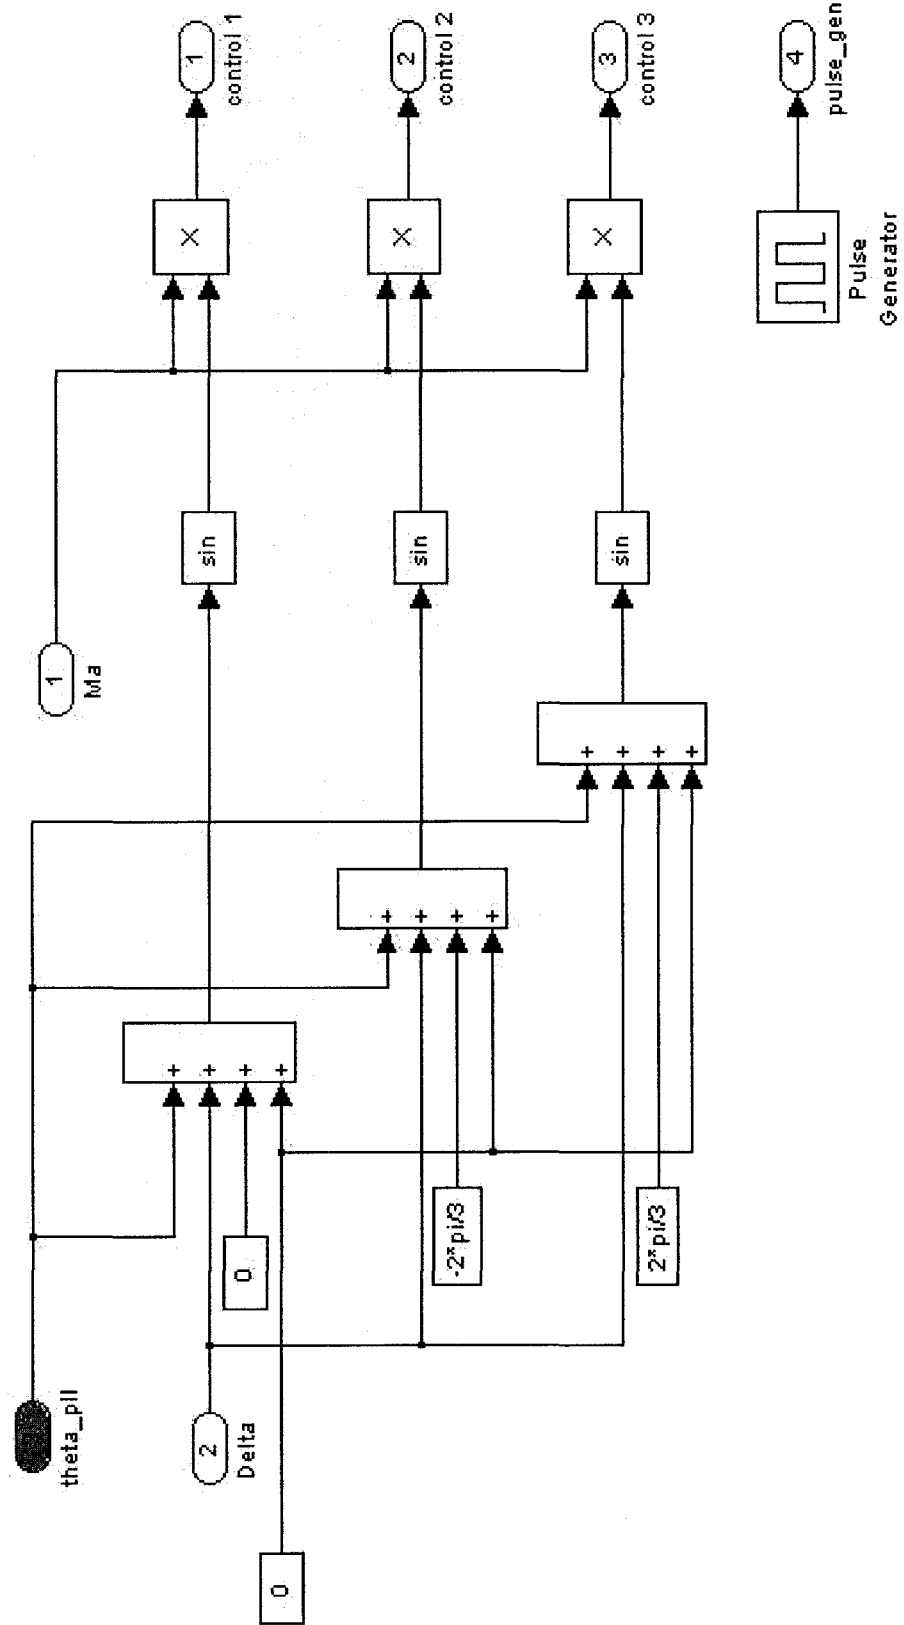 theta_pll
2
Delta
0
0
-2*pi/3
2*pi/3
+
+
+
+
+
+
+
+
+
+
+
+
1
Ma
sin
sin
sin
×
×
×
1
control 1
2
control 2
3
control 3
Pulse
Generator
4
pulse_gen